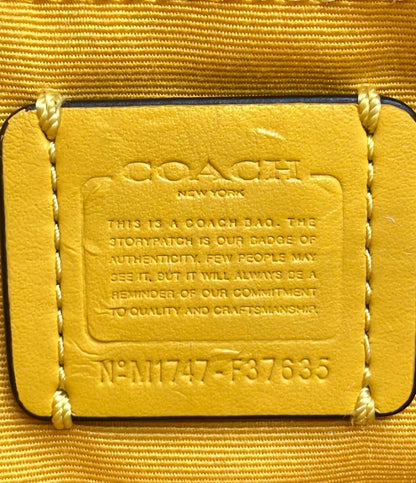 COACH
NEW YORK
THIS IS A COACH BAG. THE
STORYPATCH IS OUR BADGE OF
AUTHENTICITY. FEW PEOPLE MAY
SEE IT, BUT IT WILL ALWAYS BE A
REMINDER OF OUR COMMITMENT
TO QUALITY AND CRAFTSMANSHIP.
Nº M1747-F37635